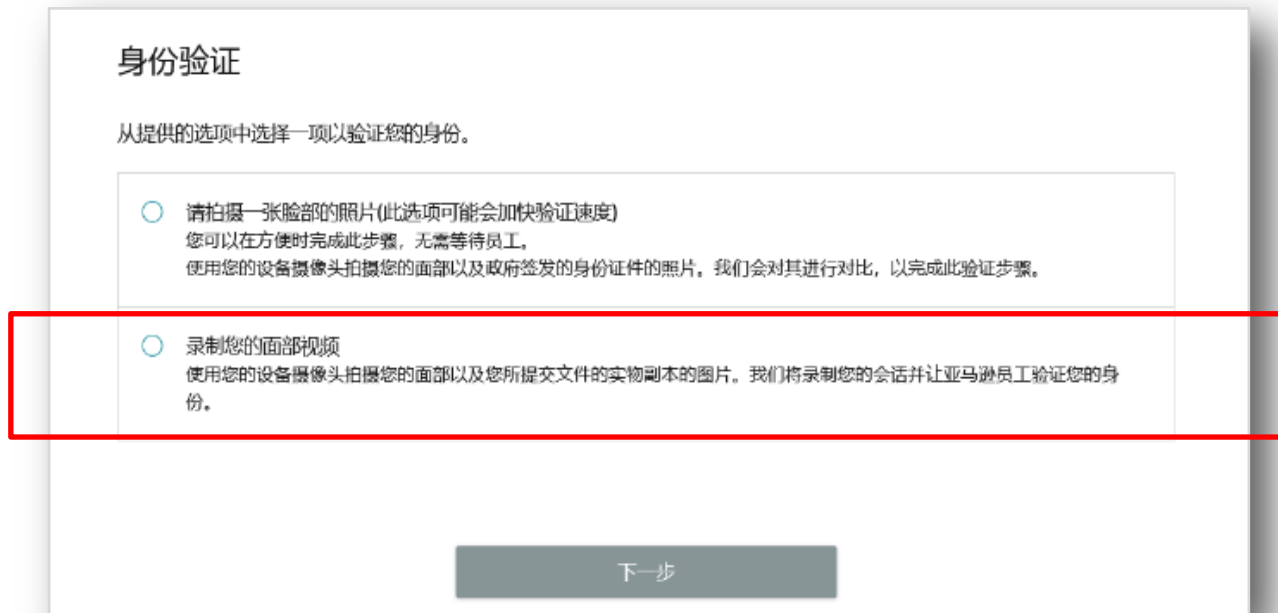 身份验证
从提供的选项中选择一项以验证您的身份。
请拍摄一张脸部的照片(此选项可能会加快验证速度)
您可以在方便时完成此步骤，无需等待员工。
使用您的设备摄像头拍摄您的面部以及政府签发的身份证件的照片。我们会对其进行对比，以完成此验证步骤。
录制您的面部视频
使用您的设备摄像头拍摄您的面部以及您所提交文件的实物副本的图片。我们将录制您的会话并让亚马逊员工验证您的身
份。
下一步